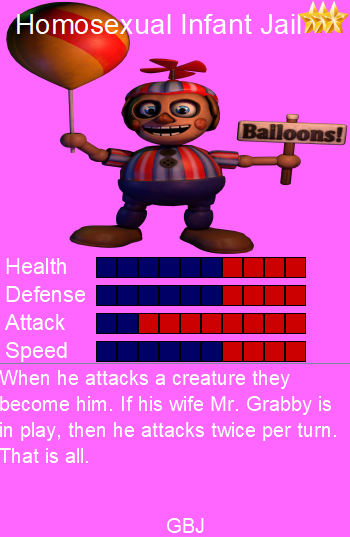 Homosexual Infant Jail
Balloons!
Health
Defense
Attack
Speed
When he attacks a creature they
become him. If his wife Mr. Grabby is
in play, then he attacks twice per turn.
That is all.
GBJ